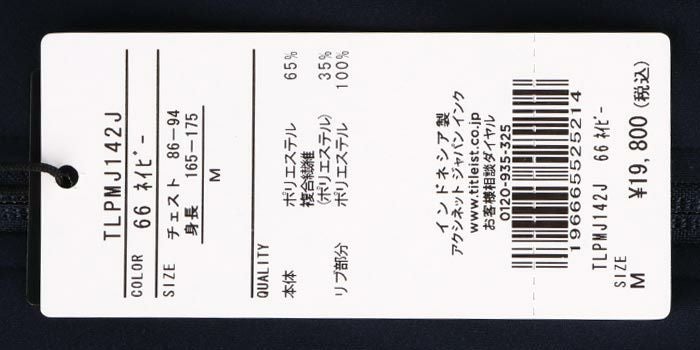 TLPMJ142J
COLOR
66 ネイビー
SIZE
チェスト 86-94
身長 165-175
M
QUALITY
本体 ポリエステル 65%
複合繊維
(ポリエステル) 35%
リブ部分 ポリエステル 100%
インドネシア製
アクシネット ジャパン インク
www.titleist.co.jp
お客様相談ダイヤル
0120-935-325
196665525214
TLPMJ142J 66 ネイビー
SIZE
M
¥19,800(税込)